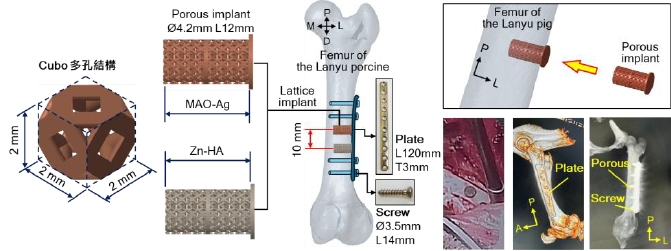 Cubo 多孔結構
2 mm
2 mm
2 mm
Porous implant
Ø4.2mm L12mm
MAO-Ag
Zn-HA
Lattice
implant
10 mm
P
M
L
D
Femur of
the Lanyu porcine
Plate
L120mm
T3mm
Screw
Ø3.5mm
L14mm
Femur of
the Lanyu pig
P
L
Porous
implant
Plate
P
A
Porous
Screw
P
L